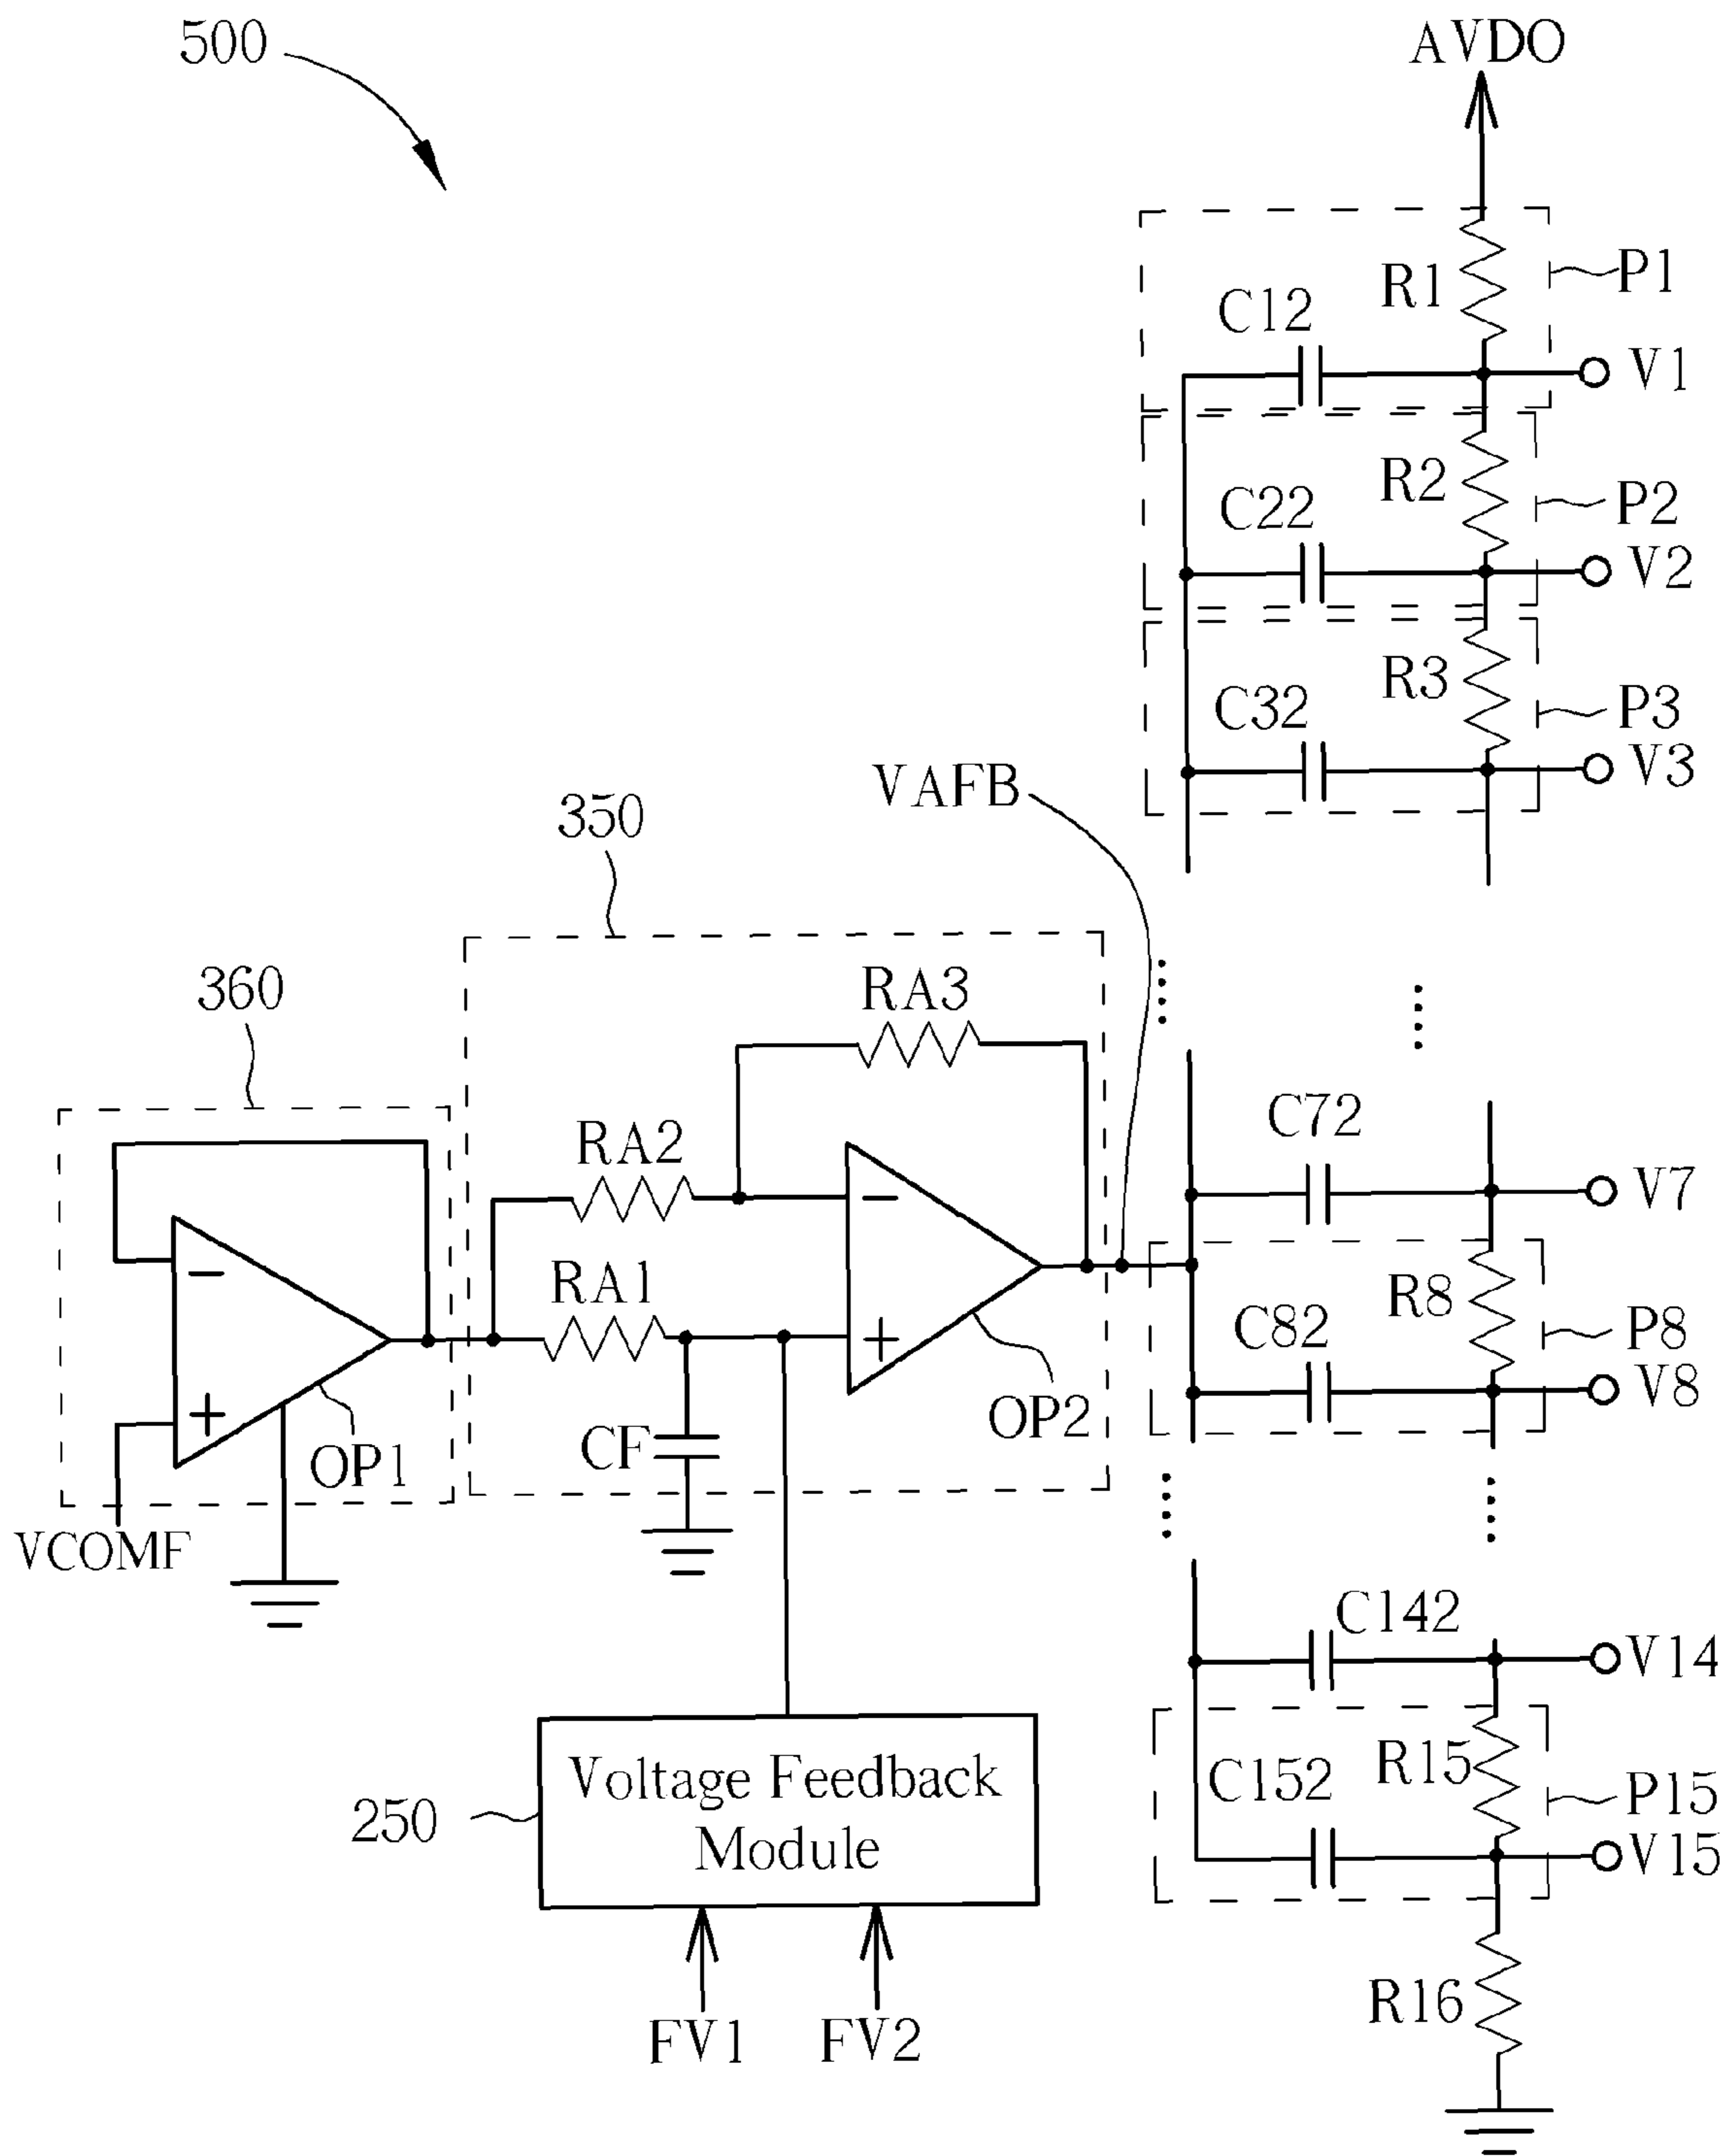 500
AVDO
R1
P1
C12
V1
R2
P2
C22
V2
R3
P3
C32
V3
VAFB
350
360
RA3
C72
RA2
V7
RA1
R8
P8
C82
V8
−
+
OP1
−
+
OP2
CF
VCOMF
C142
V14
R15
P15
C152
V15
250
Voltage Feedback
Module
R16
FV1
FV2